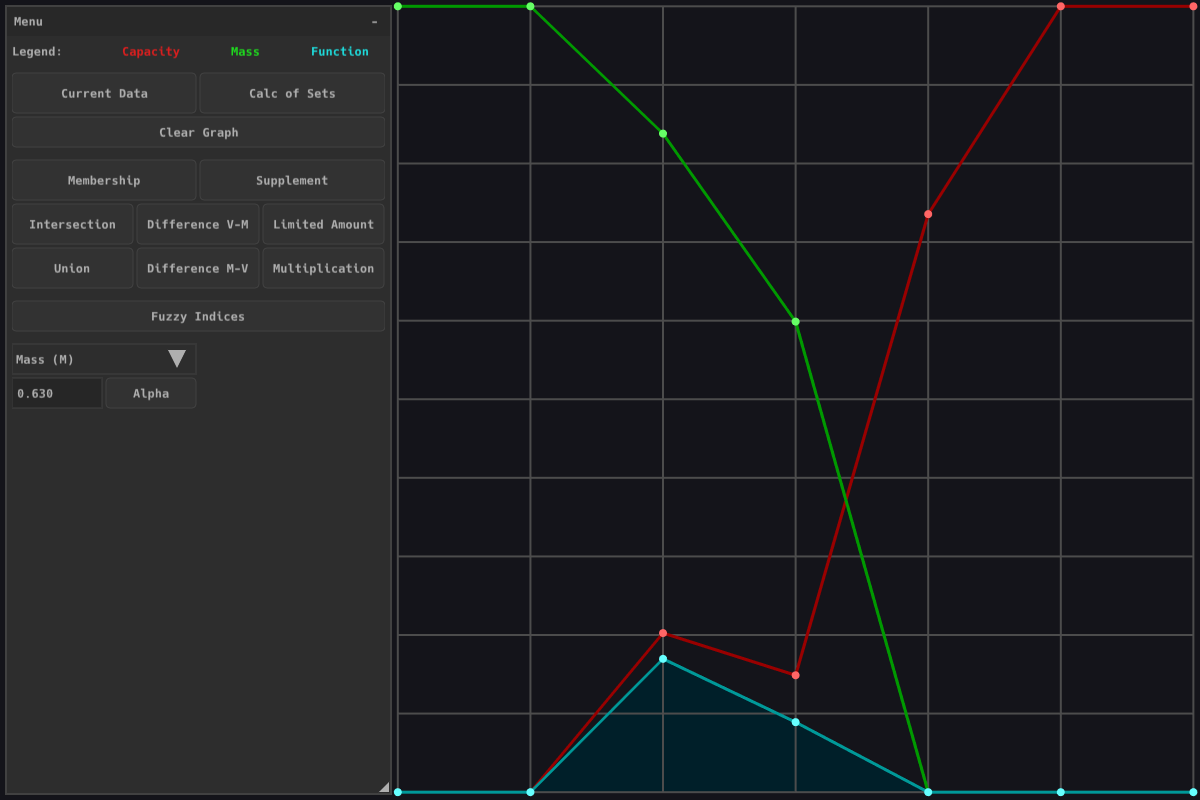 Menu -
Legend: Capacity Mass Function
Current Data Calc of Sets
Clear Graph
Membership Supplement
Intersection Difference V-M Limited Amount
Union Difference M-V Multiplication
Fuzzy Indices
Mass (M)
0.630 Alpha